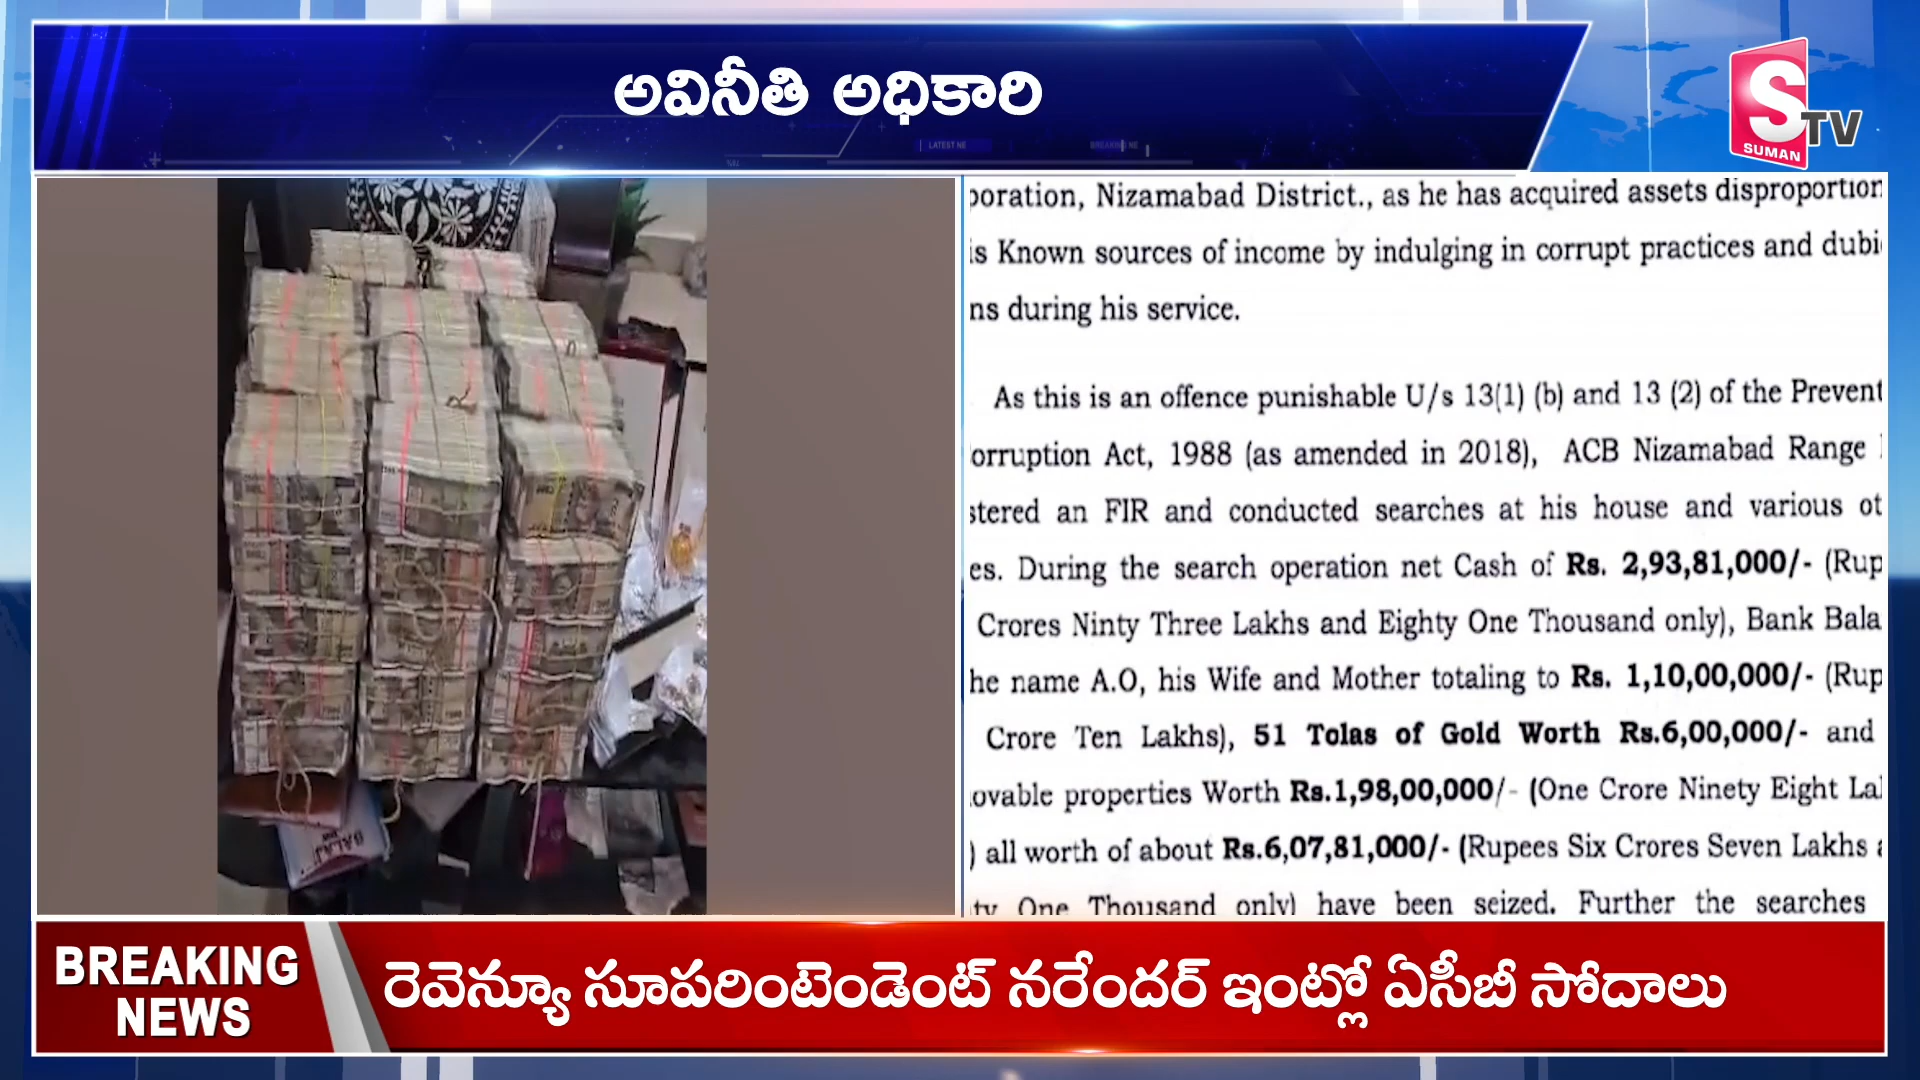 అవినీతి అధికారి
LATEST NE
S
TV
SUMAN
poration, Nizamabad District., as he has acquired assets disproportion
is Known sources of income by indulging in corrupt practices and dubi
ns during his service.
As this is an offence punishable U/s 13(1) (b) and 13 (2) of the Prevent
orruption Act, 1988 (as amended in 2018), ACB Nizamabad Range
stered an FIR and conducted searches at his house and various ot
es. During the search operation net Cash of Rs. 2,93,81,000/- (Rup
Crores Ninty Three Lakhs and Eighty One Thousand only), Bank Bala
he name A.O, his Wife and Mother totaling to Rs. 1,10,00,000/- (Rup
Crore Ten Lakhs), 51 Tolas of Gold Worth Rs.6,00,000/- and
ovable properties Worth Rs.1,98,00,000/- (One Crore Ninety Eight La
) all worth of about Rs.6,07,81,000/- (Rupees Six Crores Seven Lakhs a
ty One Thousand only) have been seized. Further the searches
BREAKING
NEWS
రెవెన్యూ సూపరింటెండెంట్ నరేందర్ ఇంట్లో ఏసీబీ సోదాలు